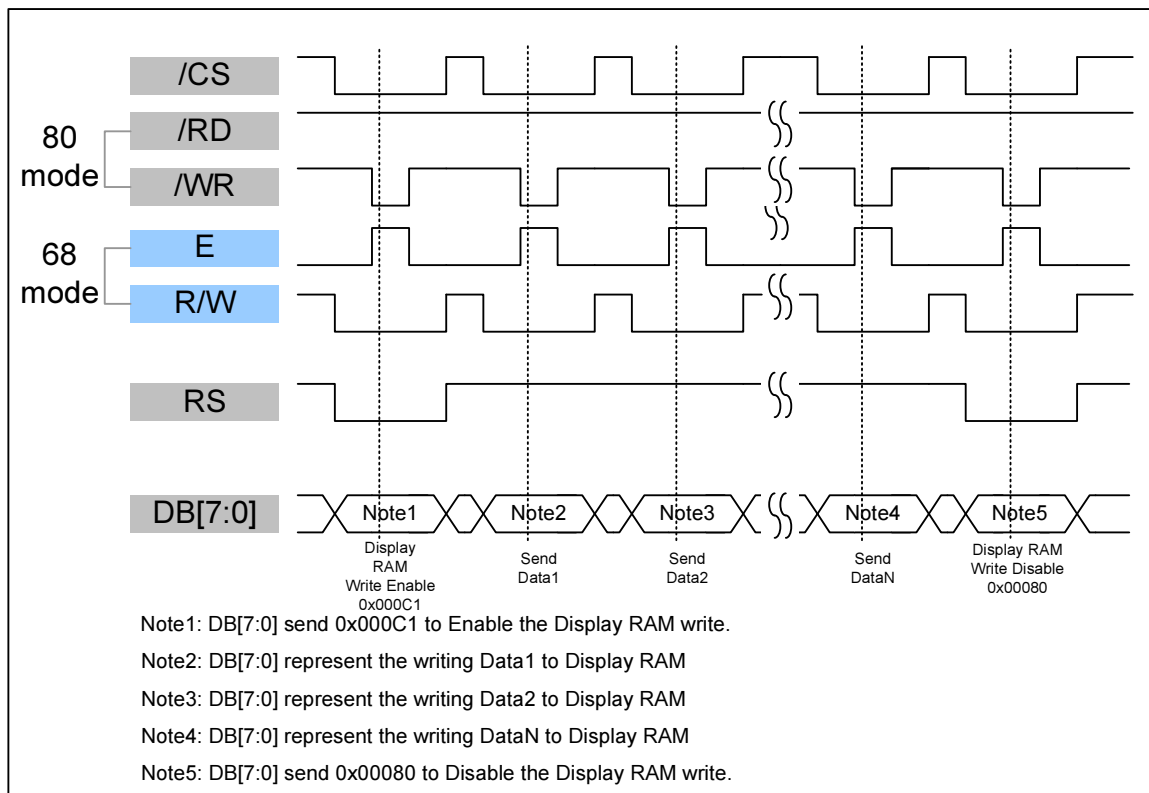 /CS
80
mode
/RD
/WR
68
mode
E
R/W
RS
DB[7:0]
Note1
Note2
Note3
Note4
Note5
Display
RAM
Write Enable
0x000C1
Send
Data1
Send
Data2
Send
DataN
Display RAM
Write Disable
0x00080
Note1: DB[7:0] send 0x000C1 to Enable the Display RAM write.
Note2: DB[7:0] represent the writing Data1 to Display RAM
Note3: DB[7:0] represent the writing Data2 to Display RAM
Note4: DB[7:0] represent the writing DataN to Display RAM
Note5: DB[7:0] send 0x00080 to Disable the Display RAM write.